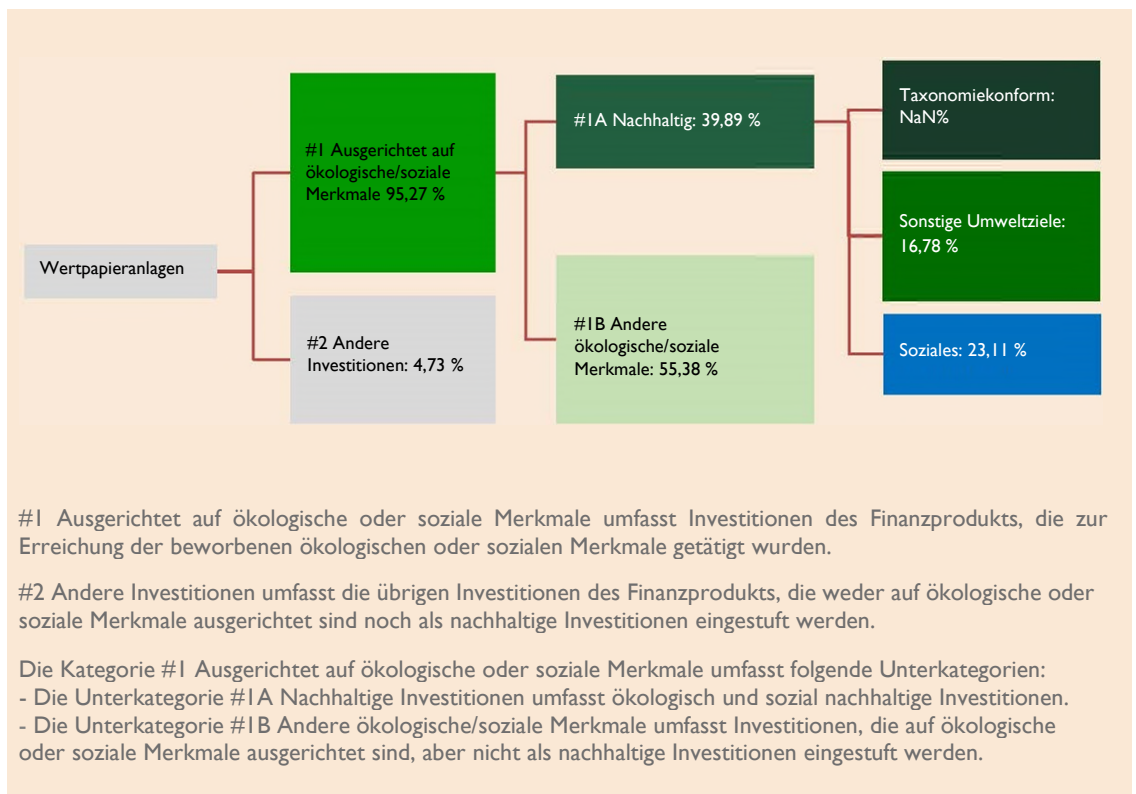 Wertpapieranlagen
#1 Ausgerichtet auf
ökologische/soziale
Merkmale 95,27 %
#2 Andere
Investitionen: 4,73 %
#1A Nachhaltig: 39,89 %
#1B Andere
ökologische/soziale
Merkmale: 55,38 %
Taxonomiekonform:
NaN%
Sonstige Umweltziele:
16,78 %
Soziales: 23,11 %
#1 Ausgerichtet auf ökologische oder soziale Merkmale umfasst Investitionen des Finanzprodukts, die zur
Erreichung der beworbenen ökologischen oder sozialen Merkmale getätigt wurden.
#2 Andere Investitionen umfasst die übrigen Investitionen des Finanzprodukts, die weder auf ökologische oder
soziale Merkmale ausgerichtet sind noch als nachhaltige Investitionen eingestuft werden.
Die Kategorie #1 Ausgerichtet auf ökologische oder soziale Merkmale umfasst folgende Unterkategorien:
- Die Unterkategorie #1A Nachhaltige Investitionen umfasst ökologisch und sozial nachhaltige Investitionen.
- Die Unterkategorie #1B Andere ökologische/soziale Merkmale umfasst Investitionen, die auf ökologische
oder soziale Merkmale ausgerichtet sind, aber nicht als nachhaltige Investitionen eingestuft werden.